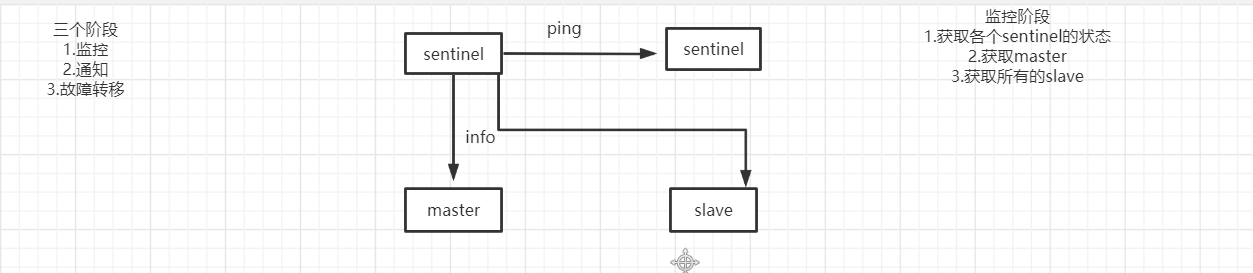 三个阶段
1.监控
2.通知
3.故障转移
sentinel
ping
sentinel
info
master
slave
监控阶段
1.获取各个sentinel的状态
2.获取master
3.获取所有的slave